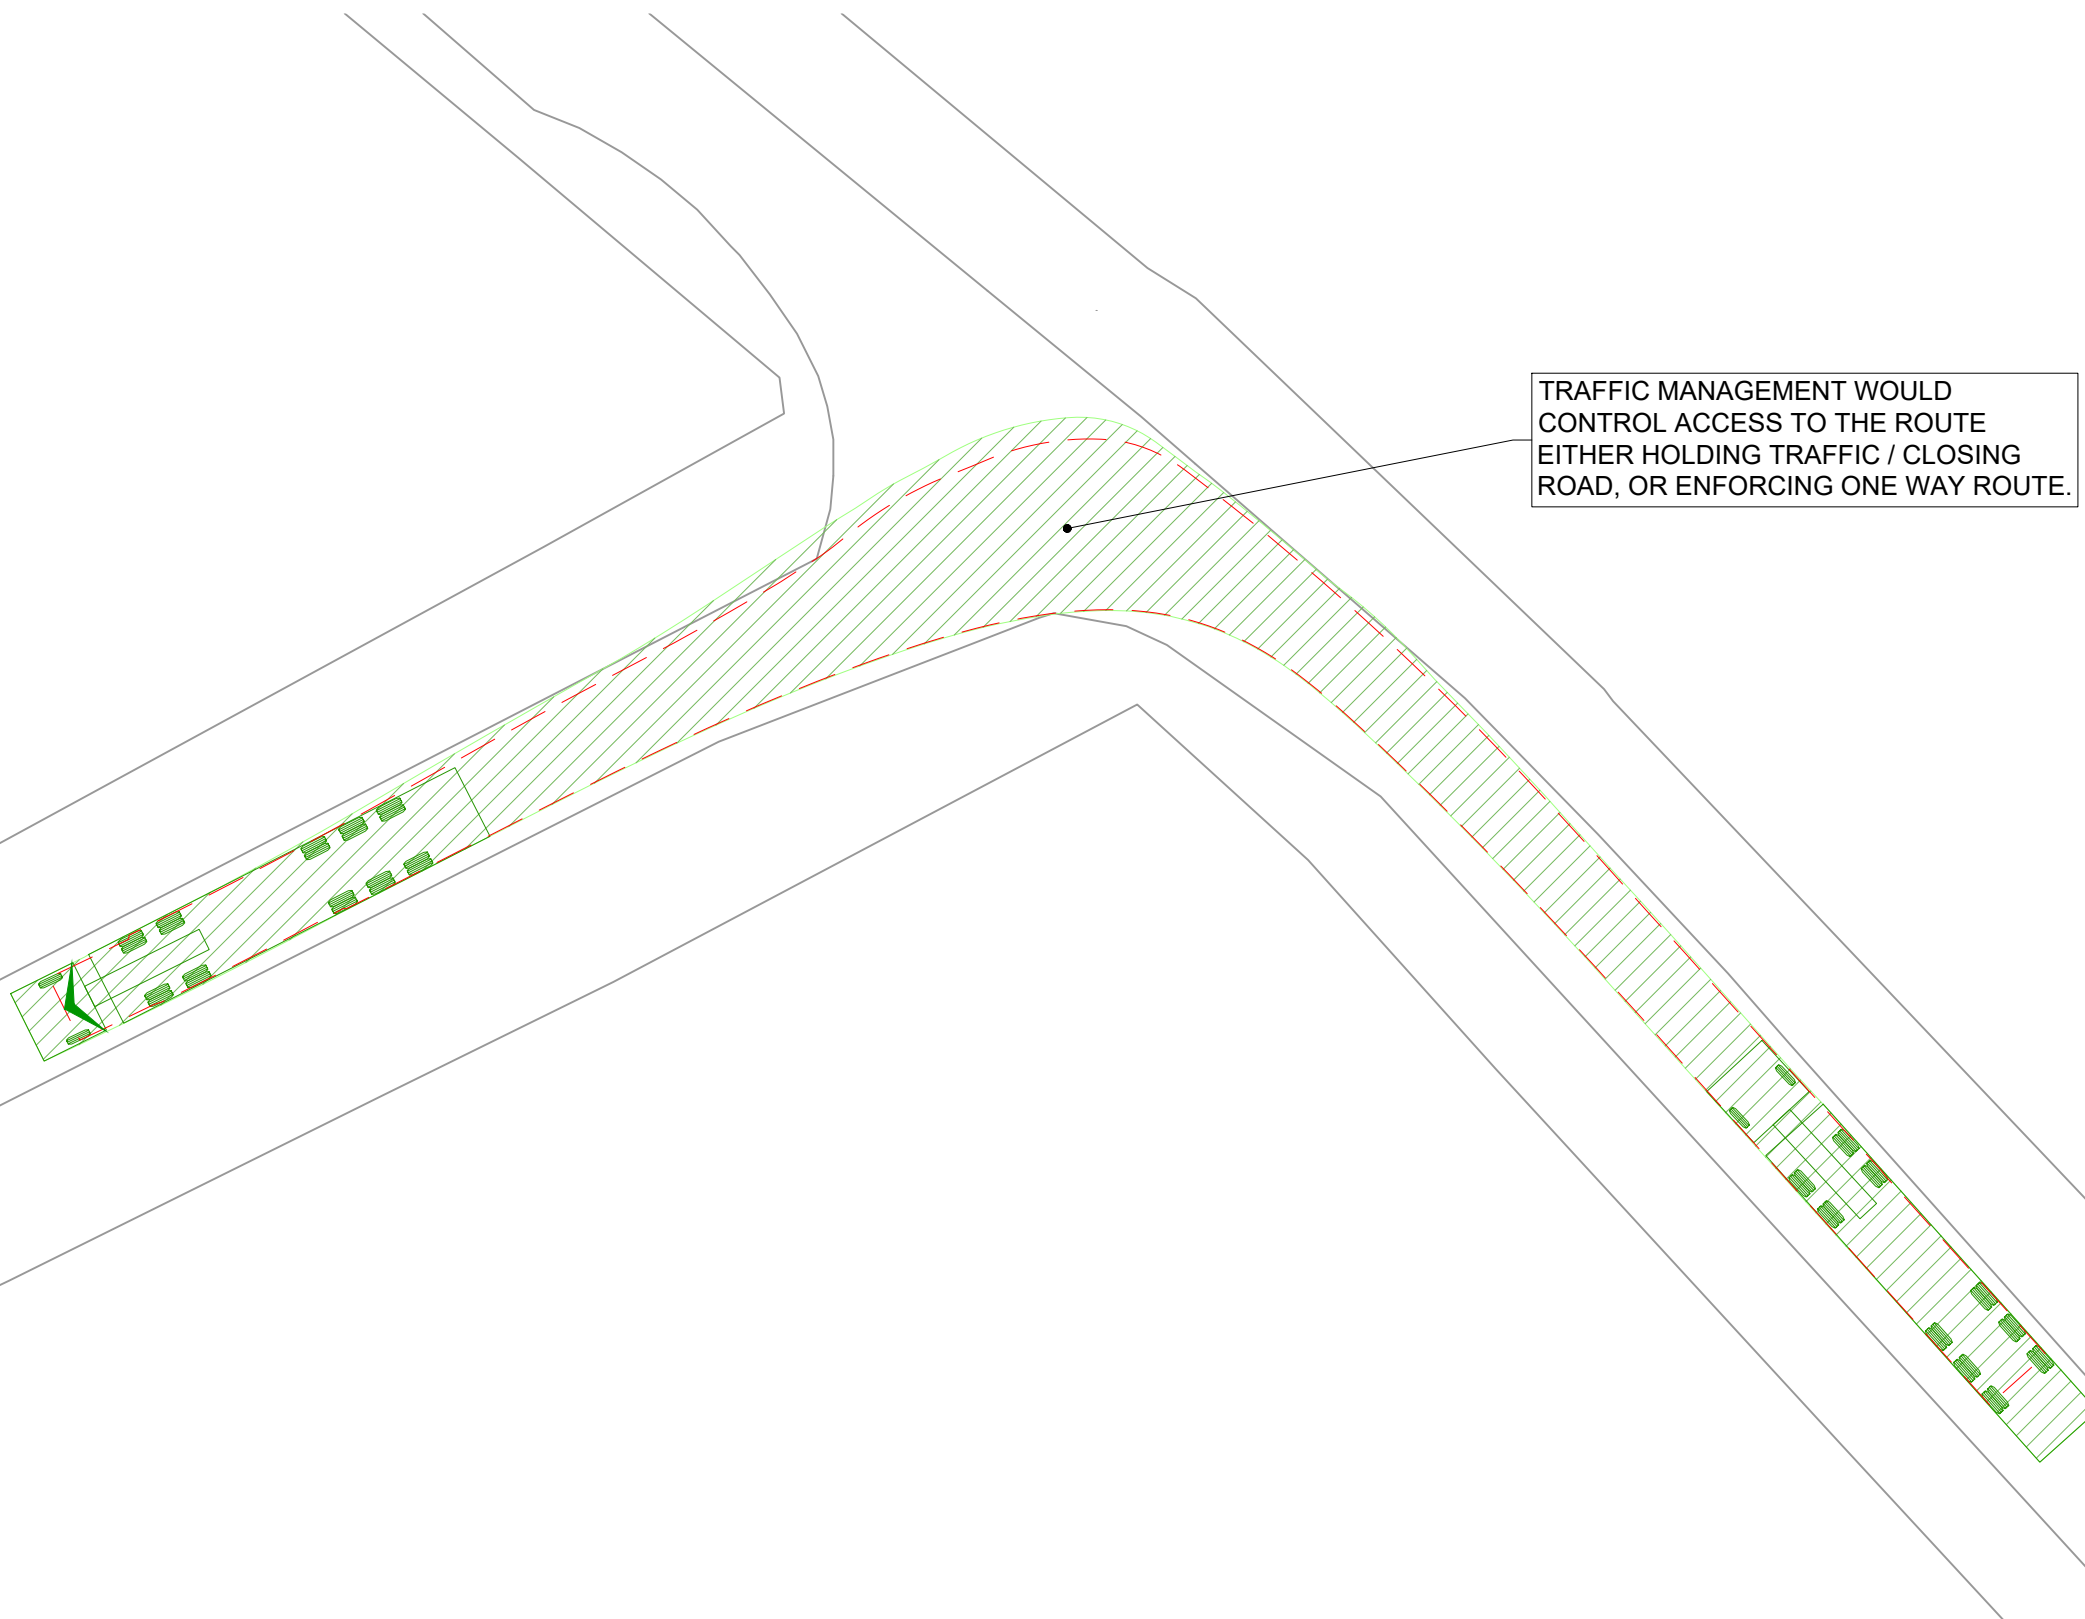 TRAFFIC MANAGEMENT WOULD
CONTROL ACCESS TO THE ROUTE
EITHER HOLDING TRAFFIC / CLOSING
ROAD, OR ENFORCING ONE WAY ROUTE.